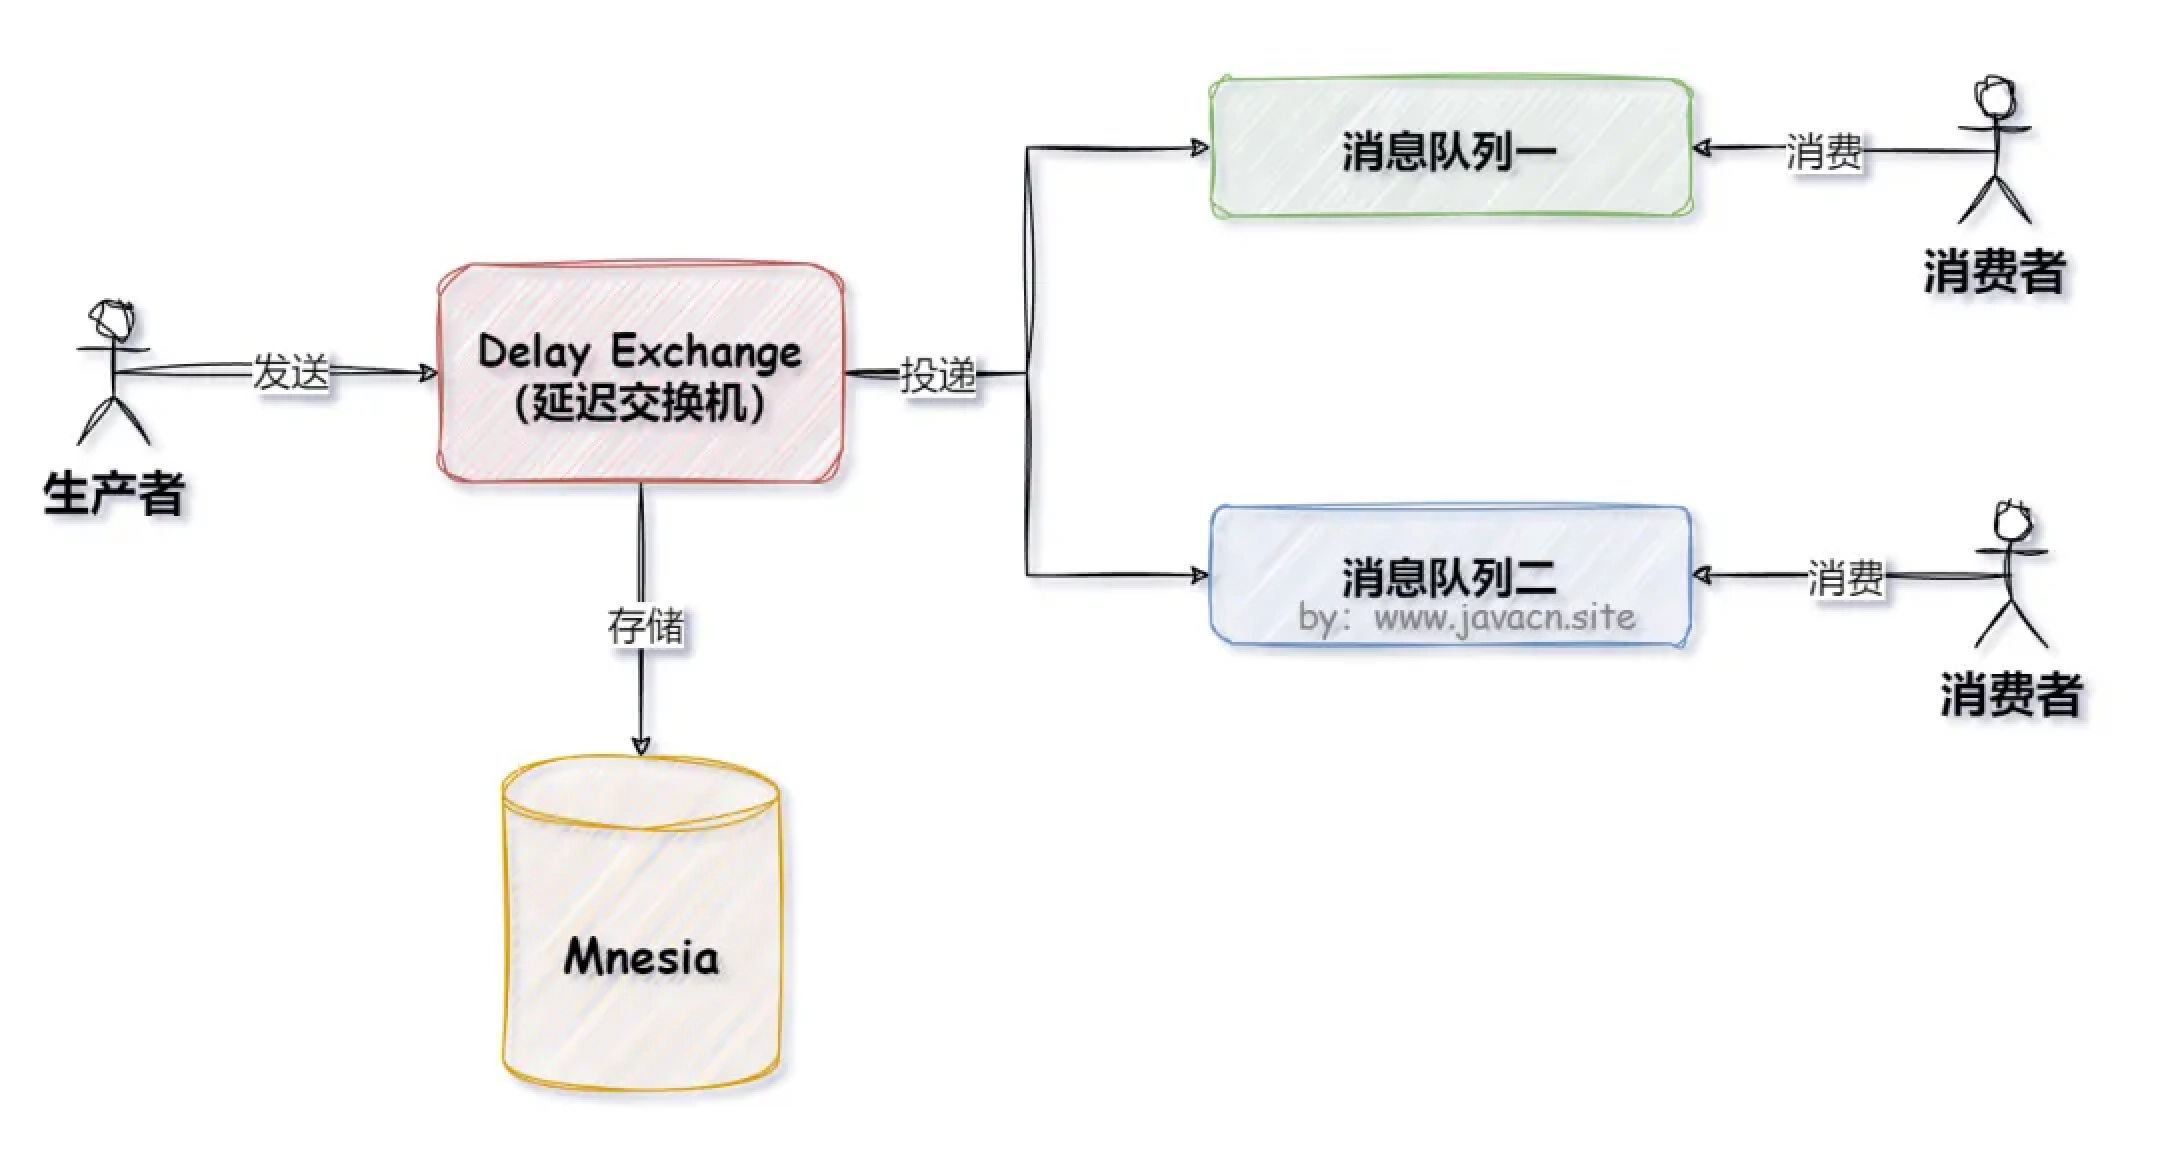 消息队列一
消费
消费者
生产者
发送
Delay Exchange
(延迟交换机)
投递
消息队列二
by: www.javacn.site
消费
消费者
存储
Mnesia